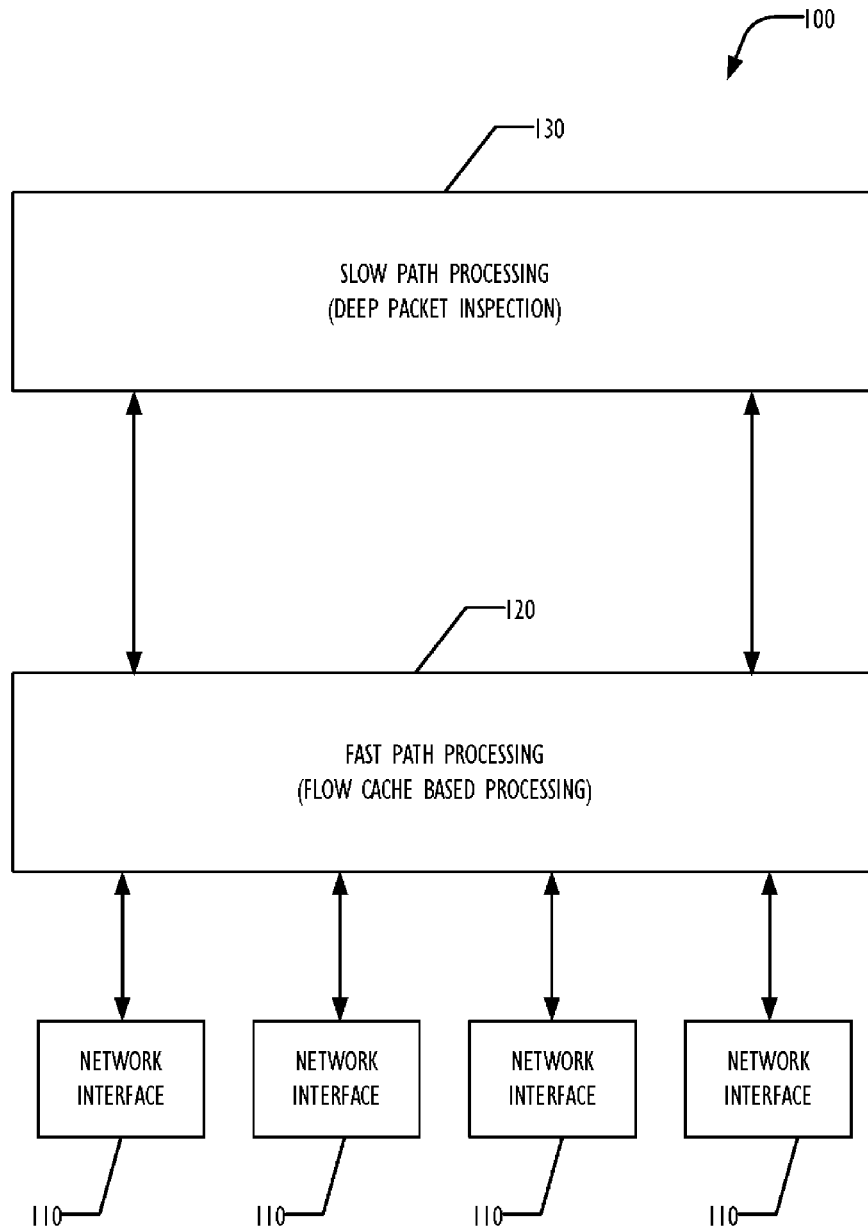 100
130
SLOW PATH PROCESSING
(DEEP PACKET INSPECTION)
120
FAST PATH PROCESSING
(FLOW CACHE BASED PROCESSING)
NETWORK
INTERFACE
NETWORK
INTERFACE
NETWORK
INTERFACE
NETWORK
INTERFACE
110
110
110
110